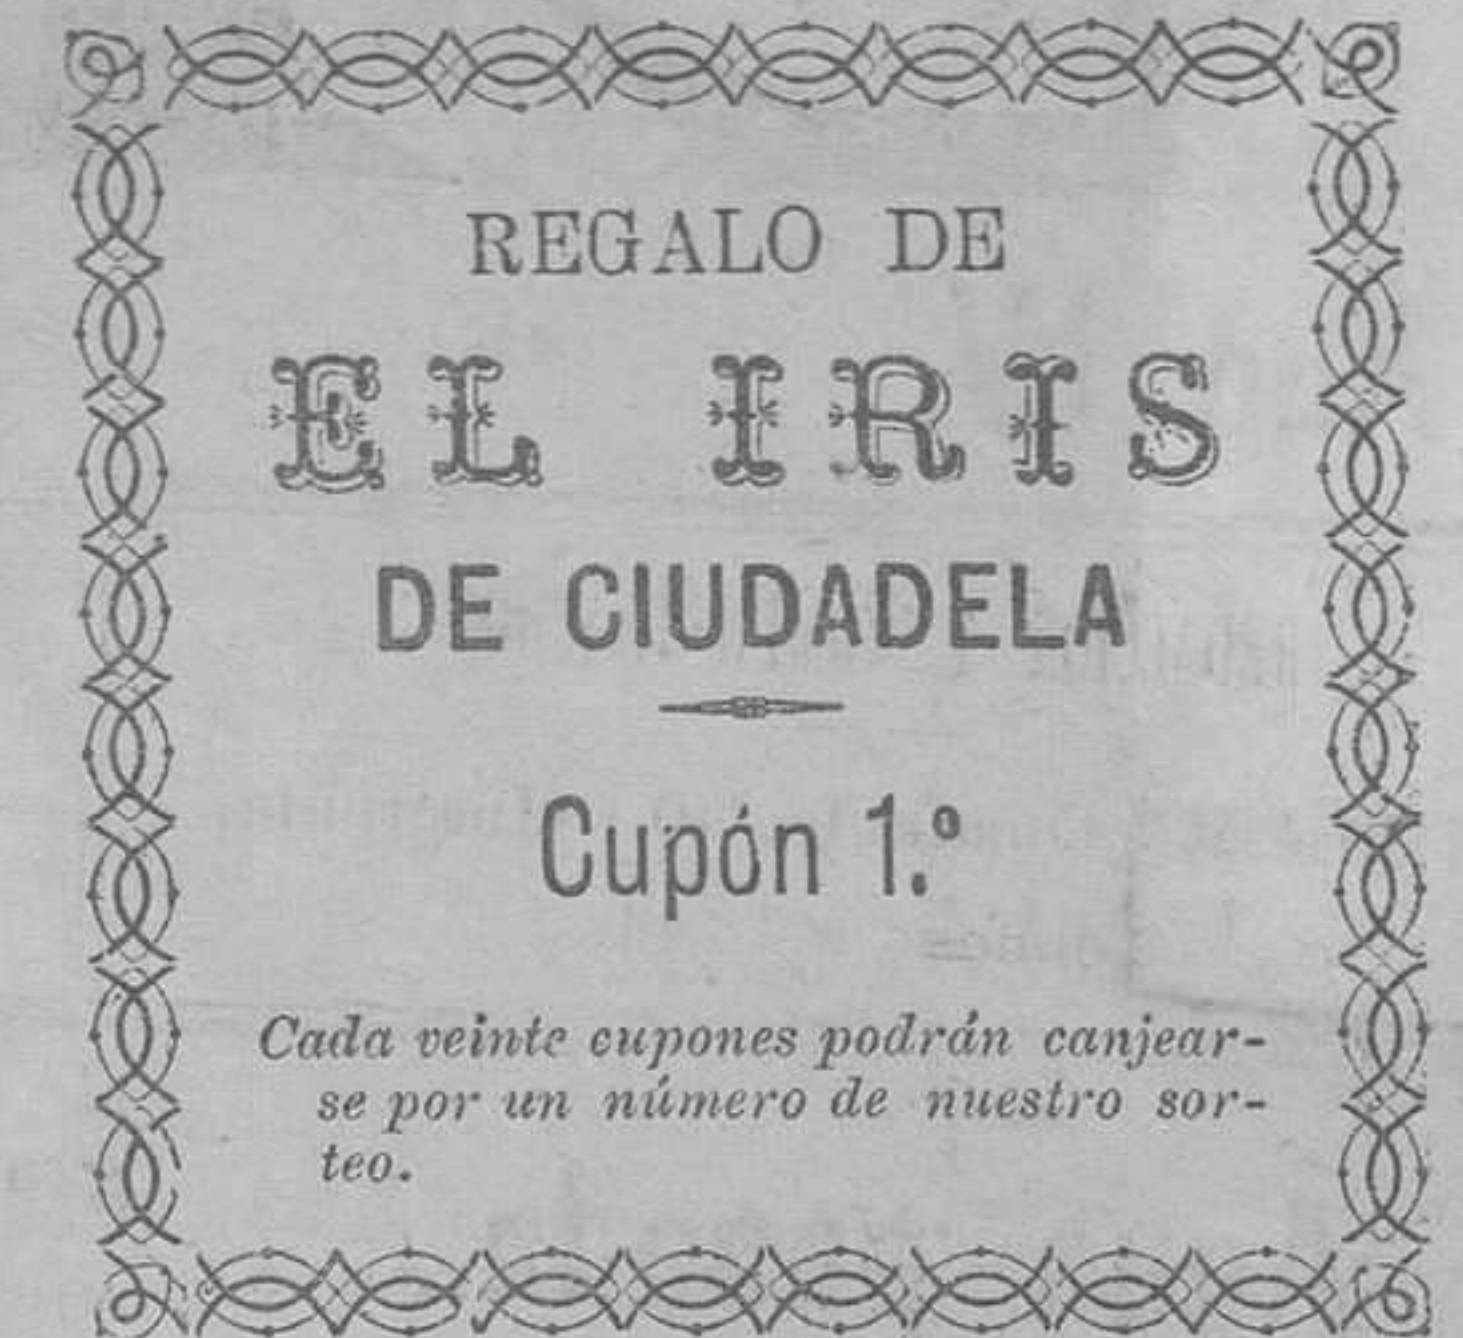 REGALO DE
EL IRIS
DE CIUDADELA
Cupón 1.º
Cada veinte cupones podrán canjear-
se por un número de nuestro sor-
teo.